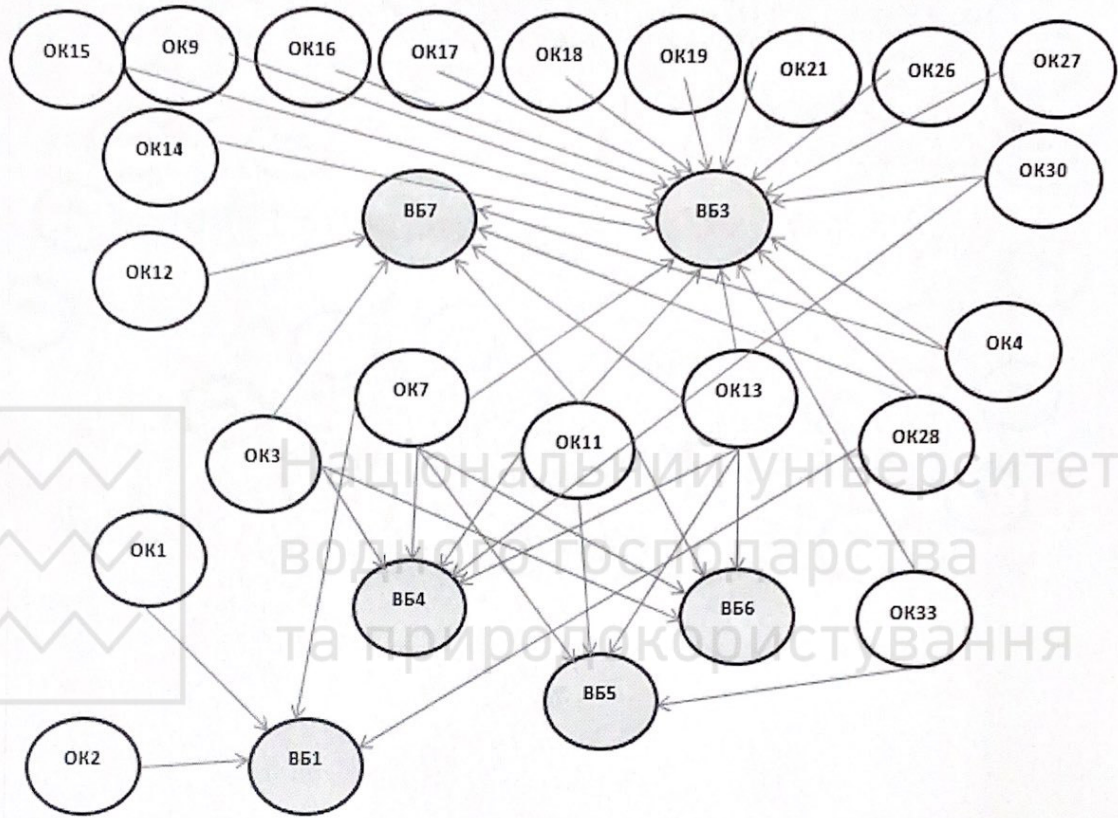 ОК15 ОК9 ОК16 ОК17 ОК18 ОК19 ОК21 ОК26 ОК27
ОК14 ОК30
ВБ7 ВБ3
ОК12
ОК4
ОК7 ОК13
ОК3 ОК11 ОК28
Національний університет
ОК1
водного господарства
ВБ4 ВБ6 ОК33
та природокористування
ВБ5
ОК2 ВБ1